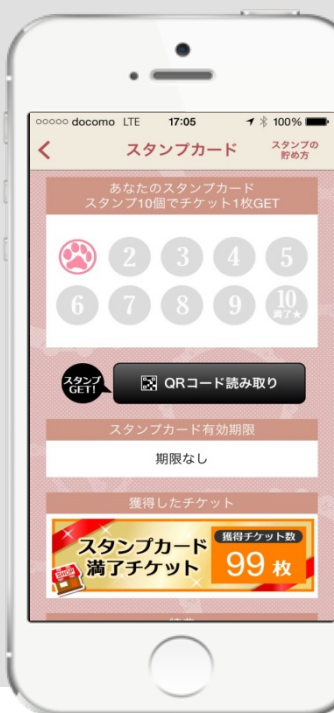 ooooo docomo LTE 17:05 100%
スタンプカード
スタンプの
貯め方
あなたのスタンプカード
スタンプ10個でチケット1枚GET
2 3 4 5
6 7 8 9 10
満了★
スタンプ
GET!
QRコード読み取り
スタンプカード有効期限
期限なし
獲得したチケット
スタンプカード
満了チケット
獲得チケット数
99枚
SHOP